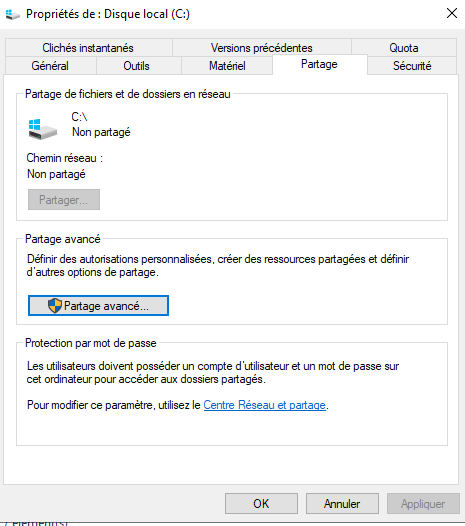 Propriétés de : Disque local (C:)
Clichés instantanés
Versions précédentes
Quota
Général
Outils
Matériel
Partage
Sécurité
Partage de fichiers et de dossiers en réseau
C:\
Non partagé
Chemin réseau :
Non partagé
Partager...
Partage avancé
Définir des autorisations personnalisées, créer des ressources partagées et définir
d'autres options de partage.
Partage avancé...
Protection par mot de passe
Les utilisateurs doivent posséder un compte d'utilisateur et un mot de passe sur
cet ordinateur pour accéder aux dossiers partagés.
Pour modifier ce paramètre, utilisez le Centre Réseau et partage.
OK
Annuler
Appliquer